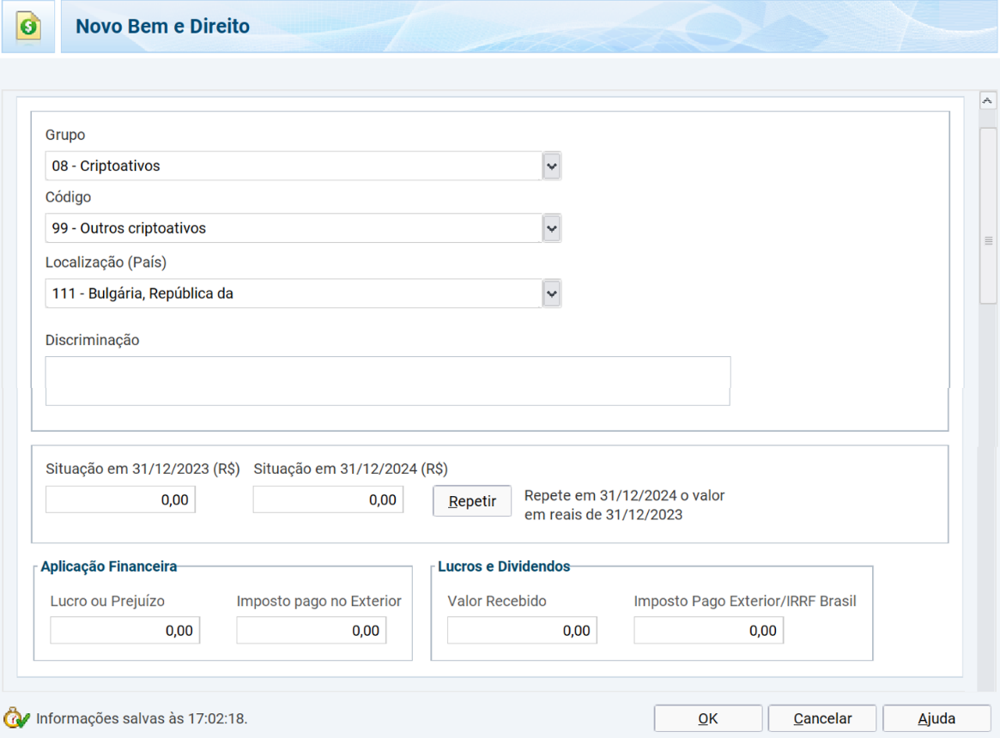 Novo Bem e Direito
Grupo
08 - Criptoativos
Código
99 - Outros criptoativos
Localização (País)
111 - Bulgária, República da
Discriminação
Situação em 31/12/2023 (R$) Situação em 31/12/2024 (R$)
0,00 0,00 Repetir Repete em 31/12/2024 o valor
em reais de 31/12/2023
Aplicação Financeira
Lucro ou Prejuízo Imposto pago no Exterior
0,00 0,00
Lucros e Dividendos
Valor Recebido Imposto Pago Exterior/IRRF Brasil
0,00 0,00
Informações salvas às 17:02:18.
OK Cancelar Ajuda